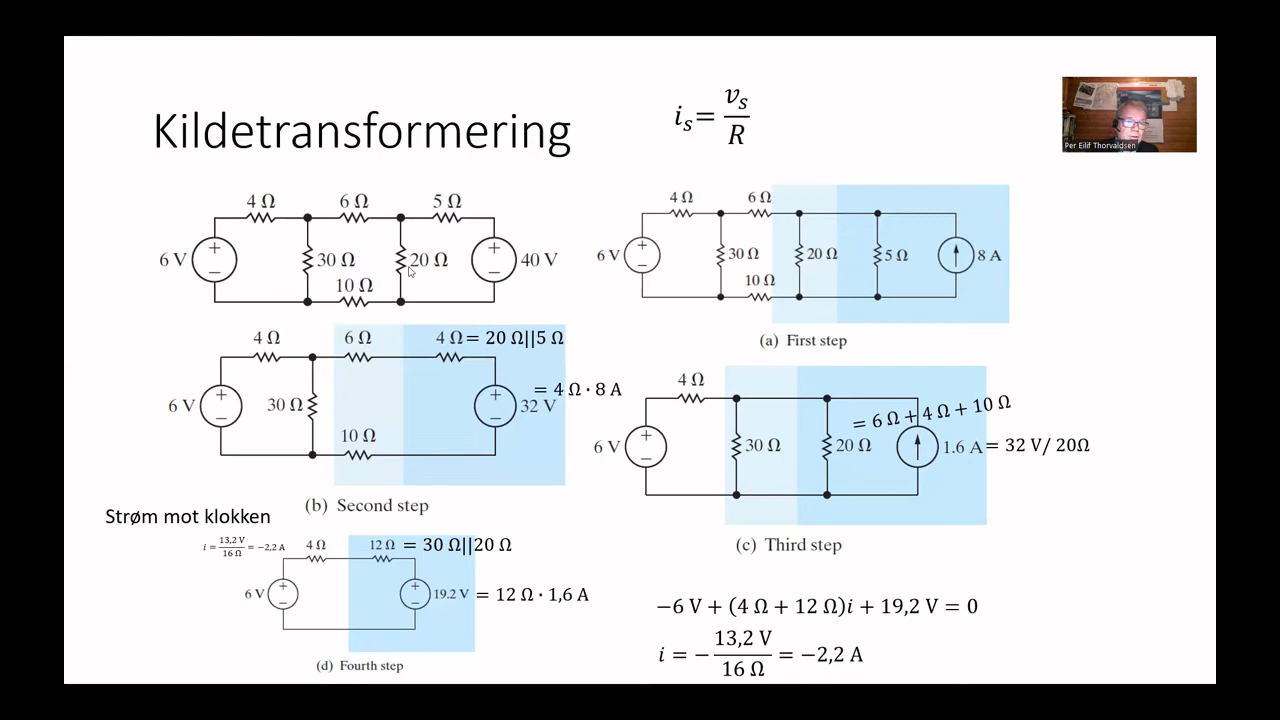 Kildetransformering
i_s = v_s / R
Per Eilif Thorvaldsen
4 Ω 6 Ω 5 Ω
6 V + − 30 Ω 20 Ω + − 40 V
10 Ω
4 Ω 6 Ω
6 V + − 30 Ω 20 Ω 5 Ω 8 A
10 Ω
(a) First step
4 Ω 6 Ω 4 Ω = 20 Ω||5 Ω
= 4 Ω · 8 A
6 V + − 30 Ω + − 32 V
10 Ω
(b) Second step
4 Ω
= 6 Ω + 4 Ω + 10 Ω
6 V + − 30 Ω 20 Ω 1.6 A = 32 V/ 20Ω
(c) Third step
Strøm mot klokken
i = 13,2 V / 16 Ω = −2,2 A
4 Ω 12 Ω = 30 Ω||20 Ω
6 V + − + − 19.2 V = 12 Ω · 1,6 A
(d) Fourth step
−6 V + (4 Ω + 12 Ω)i + 19,2 V = 0
i = − 13,2 V / 16 Ω = −2,2 A